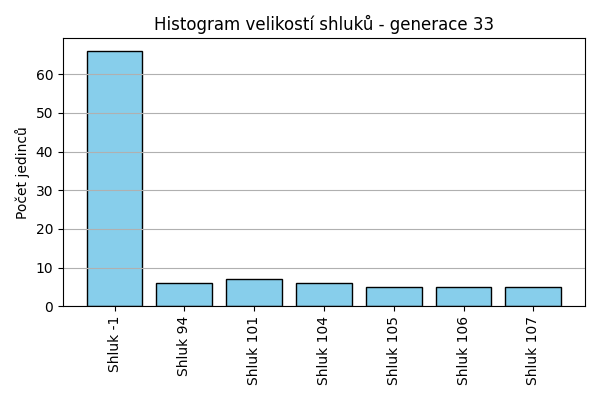 Histogram velikostí shluků - generace 33
Počet jedinců
60
50
40
30
20
10
0
Shluk -1
Shluk 94
Shluk 101
Shluk 104
Shluk 105
Shluk 106
Shluk 107